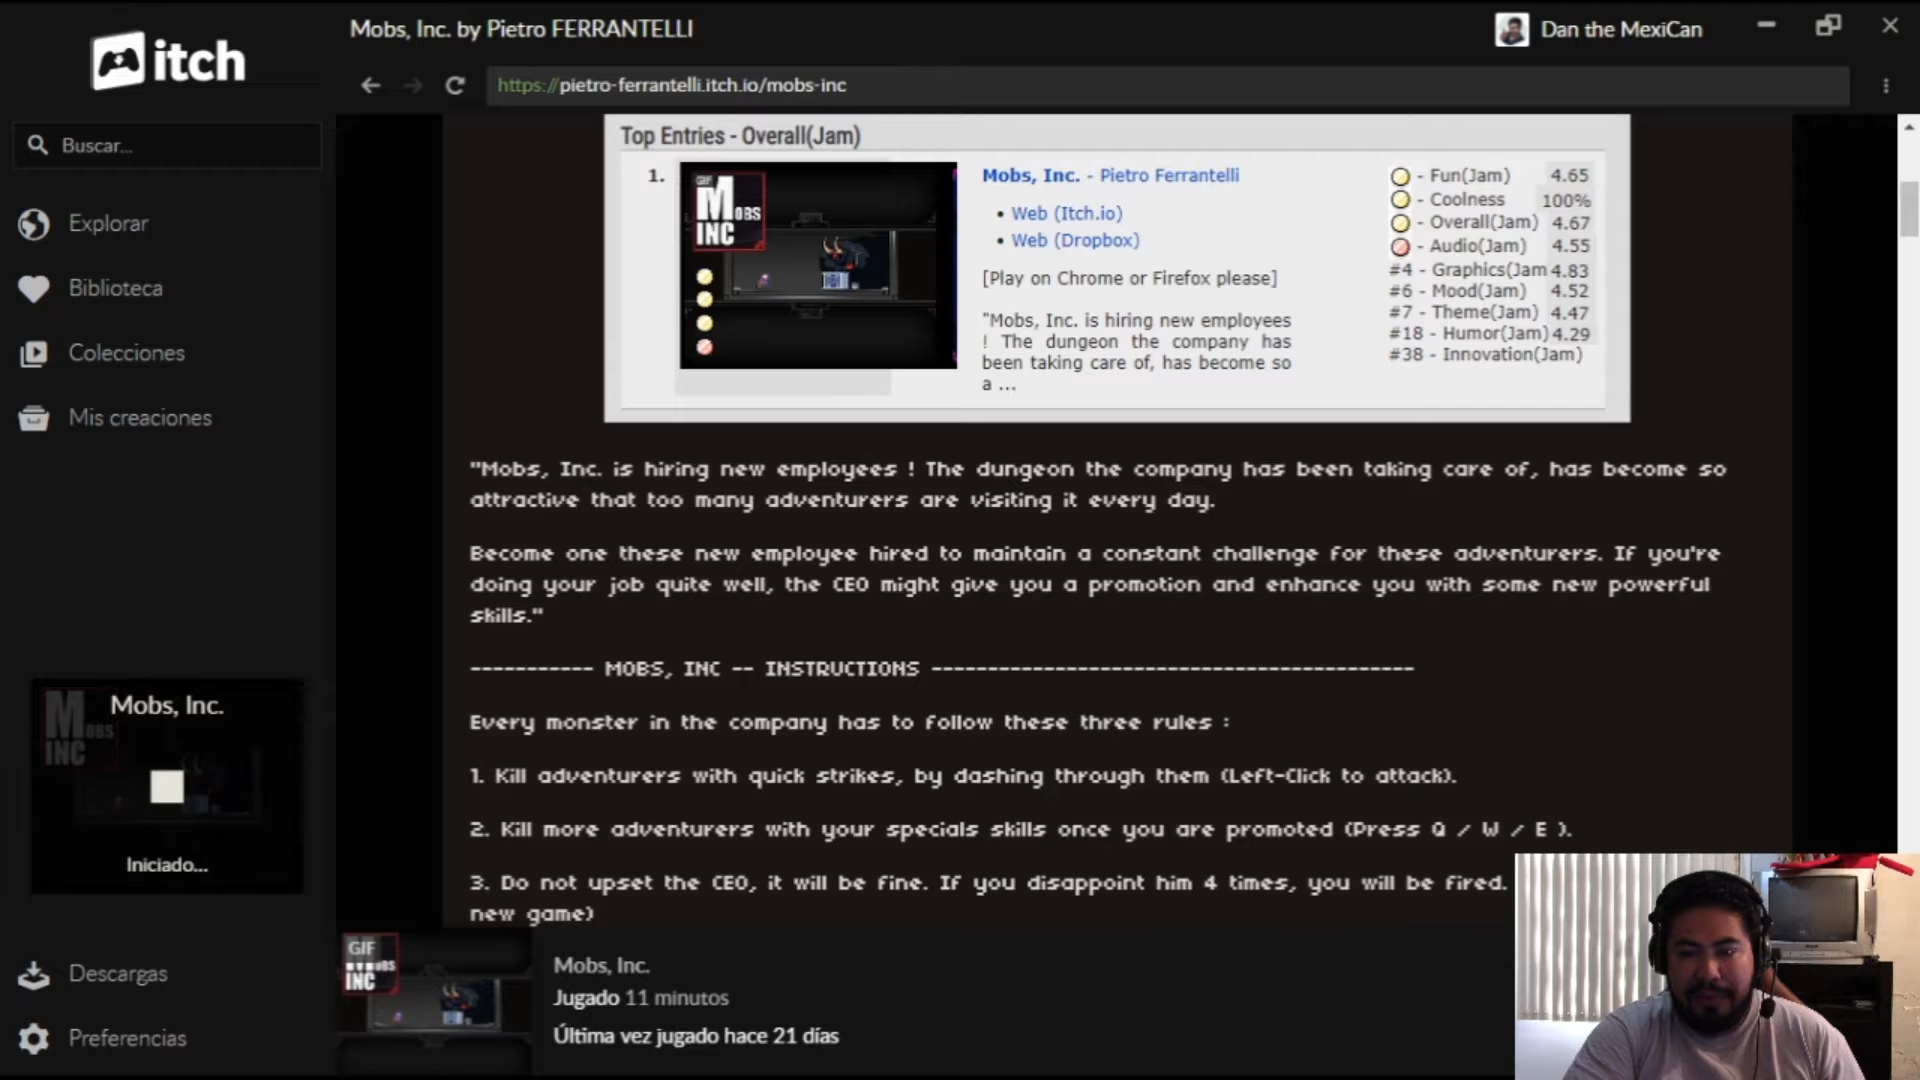 itch
Mobs, Inc. by Pietro FERRANTELLI
Dan the MexiCan
https://pietro-ferrantelli.itch.io/mobs-inc
Buscar...
Explorar
Biblioteca
Colecciones
Mis creaciones
Mobs, Inc.
Iniciado...
Descargas
Preferencias
Top Entries - Overall(Jam)
1.
GIF
MOBS
INC
Mobs, Inc. - Pietro Ferrantelli
• Web (Itch.io)
• Web (Dropbox)
[Play on Chrome or Firefox please]
"Mobs, Inc. is hiring new employees
! The dungeon the company has
been taking care of, has become so
a ...
- Fun(Jam) 4.65
- Coolness 100%
- Overall(Jam) 4.67
- Audio(Jam) 4.55
#4 - Graphics(Jam 4.83
#6 - Mood(Jam) 4.52
#7 - Theme(Jam) 4.47
#18 - Humor(Jam) 4.29
#38 - Innovation(Jam)
"Mobs, Inc. is hiring new employees ! The dungeon the company has been taking care of, has become so
attractive that too many adventurers are visiting it every day.
Become one these new employee hired to maintain a constant challenge for these adventurers. If you're
doing your job quite well, the CEO might give you a promotion and enhance you with some new powerful
skills."
----------- MOBS, INC -- INSTRUCTIONS -------------------------------------------
Every monster in the company has to follow these three rules :
1. Kill adventurers with quick strikes, by dashing through them (Left-Click to attack).
2. Kill more adventurers with your specials skills once you are promoted (Press Q / W / E ).
3. Do not upset the CEO, it will be fine. If you disappoint him 4 times, you will be fired.
new game)
GIF
INC
Mobs, Inc.
Jugado 11 minutos
Última vez jugado hace 21 días